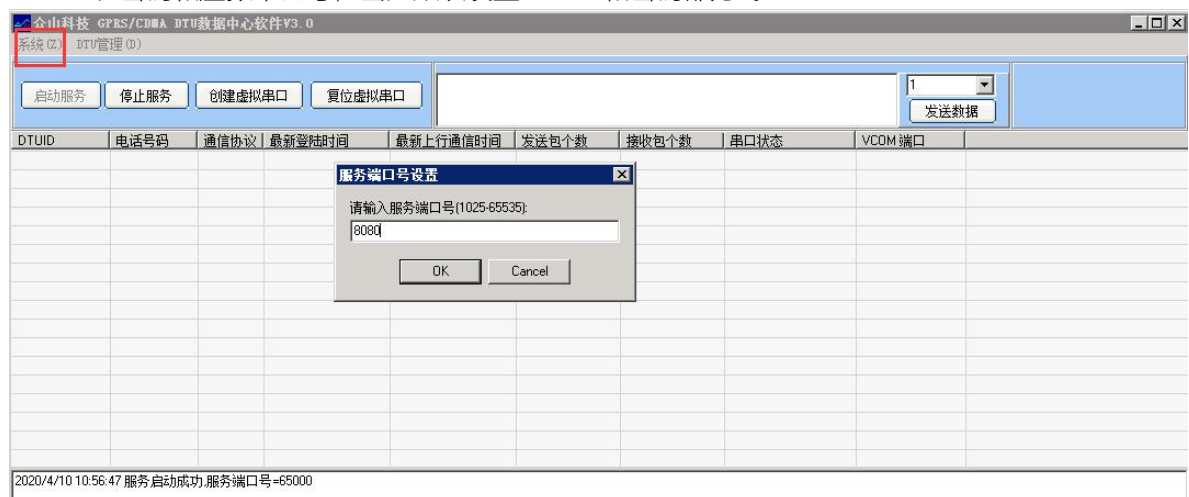 众山科技 GPRS/CDMA DTU数据中心软件V3.0
系统(Z) DTU管理(D)
启动服务 停止服务 创建虚拟串口 复位虚拟串口 1
发送数据
DTUID 电话号码 通信协议 最新登陆时间 最新上行通信时间 发送包个数 接收包个数 串口状态 VCOM端口
服务端口号设置
请输入服务端口号(1025-65535):
8080
OK Cancel
2020/4/10 10:56:47 服务启动成功,服务端口号=65000